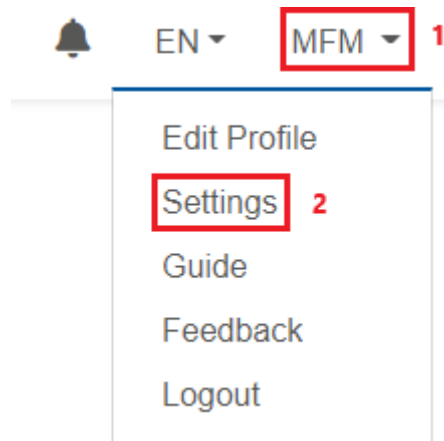 EN MFM 1
Edit Profile
Settings 2
Guide
Feedback
Logout